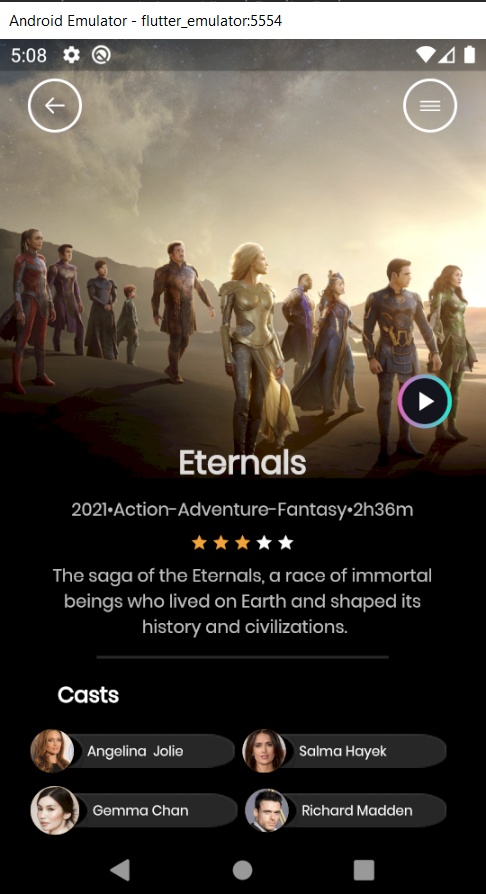 Android Emulator - flutter_emulator:5554
5:08
Eternals
2021•Action-Adventure-Fantasy•2h36m
The saga of the Eternals, a race of immortal
beings who lived on Earth and shaped its
history and civilizations.
Casts
Angelina  Jolie
Salma Hayek
Gemma Chan
Richard Madden